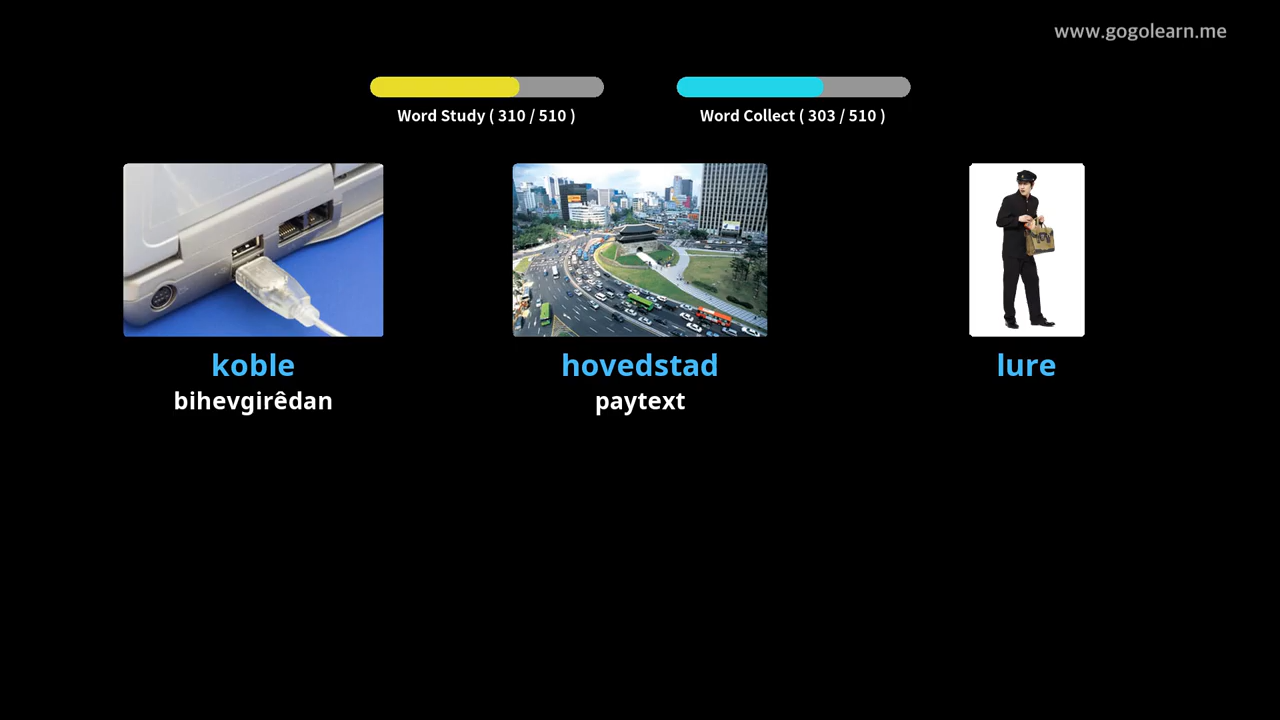 www.gogolearn.me
Word Study ( 310 / 510 )
Word Collect ( 303 / 510 )
koble
bihevgirêdan
hovedstad
paytext
lure